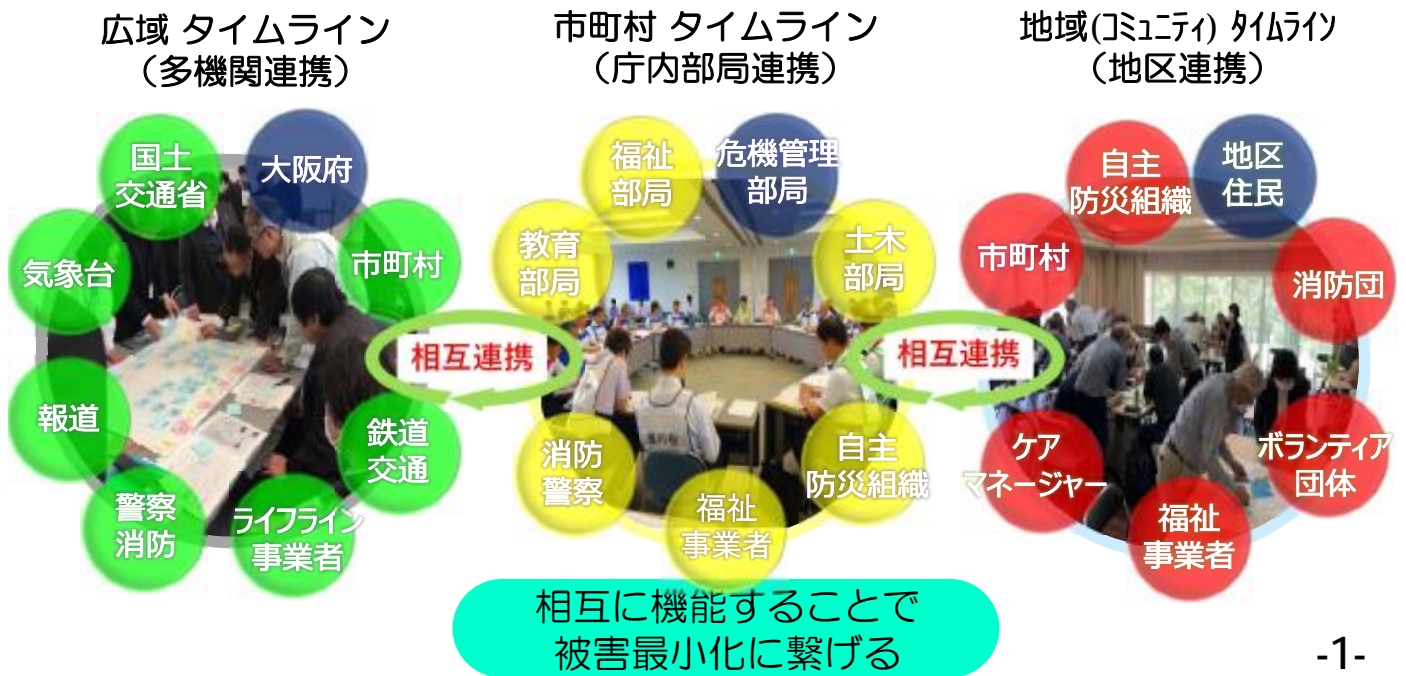 広域 タイムライン
（多機関連携）
国土
交通省
大阪府
気象台
市町村
報道
鉄道
交通
警察
消防
ライフライン
事業者
相互連携
市町村 タイムライン
（庁内部局連携）
福祉
部局
危機管理
部局
教育
部局
土木
部局
消防
警察
自主
防災組織
福祉
事業者
相互連携
地域(コミュニティ) タイムライン
（地区連携）
自主
防災組織
地区
住民
市町村
消防団
ケア
マネージャー
ボランティア
団体
福祉
事業者
相互に機能することで
被害最小化に繋げる
-1-